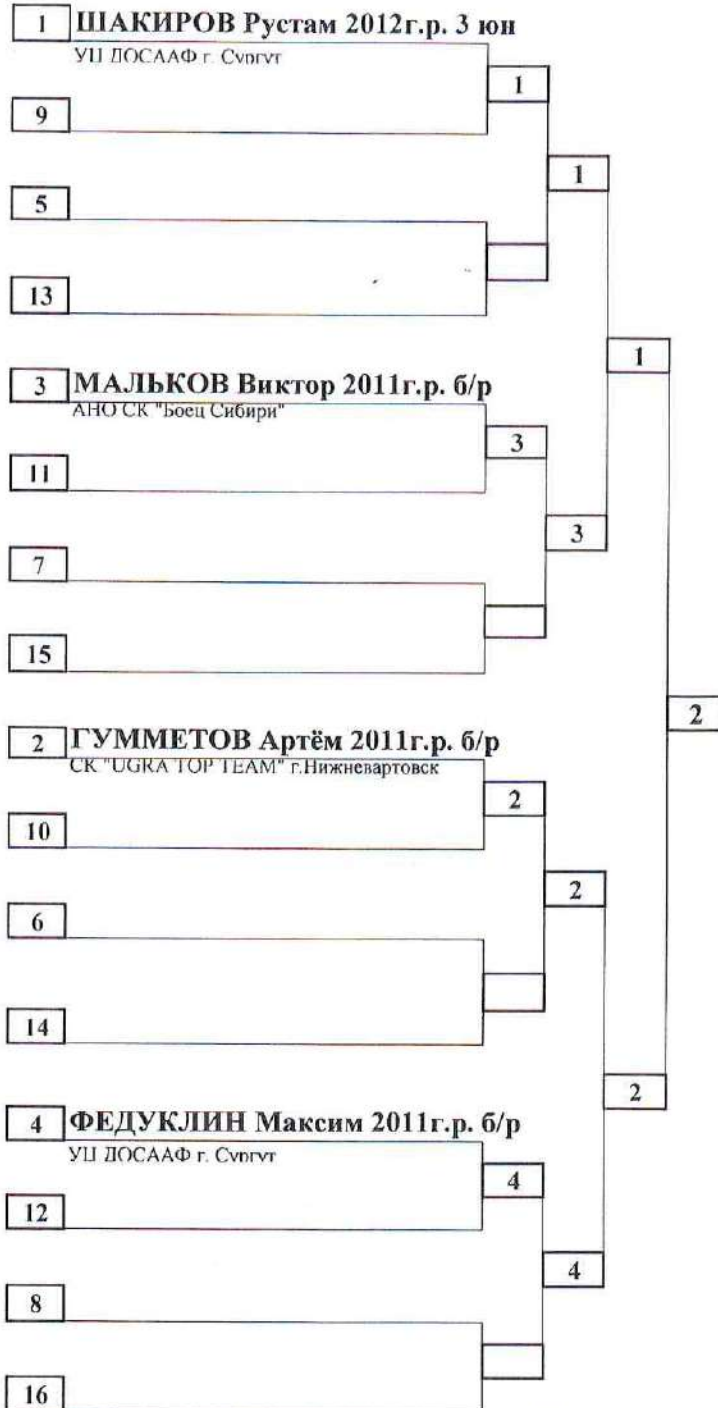 1 ШАКИРОВ Рустам 2012г.р. 3 юн
УЦ ДОСААФ г. Сургут
1
9
1
5
13
1
3 МАЛЬКОВ Виктор 2011г.р. б/р
АНО СК "Боец Сибири"
3
11
3
7
15
2
2 ГУММЕТОВ Артём 2011г.р. б/р
СК "UGRA TOP TEAM" г.Нижневартовск
2
10
2
6
14
2
4 ФЕДУКЛИН Максим 2011г.р. б/р
УЦ ДОСААФ г. Сургут
4
12
4
8
16